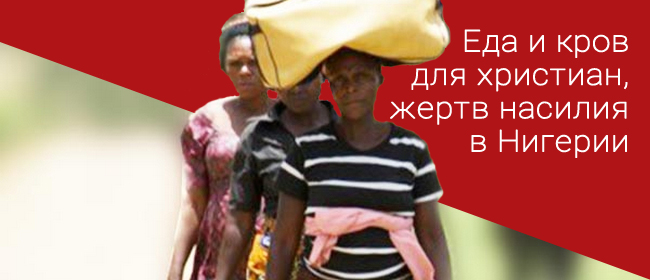 Еда и кров
для христиан,
жертв насилия
в Нигерии